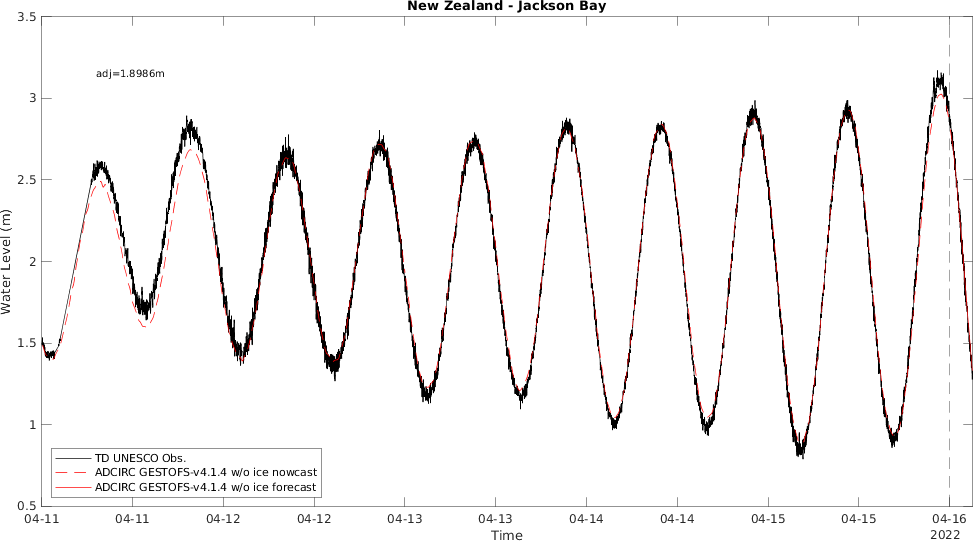 New Zealand - Jackson Bay
3.5
adj=1.8986m
3
2.5
2
1.5
1
0.5
Water Level (m)
TD UNESCO Obs.
ADCIRC GESTOFS-v4.1.4 w/o ice nowcast
ADCIRC GESTOFS-v4.1.4 w/o ice forecast
04-11 04-11 04-12 04-12 04-13 04-13 04-14 04-14 04-15 04-15 04-16
Time 2022